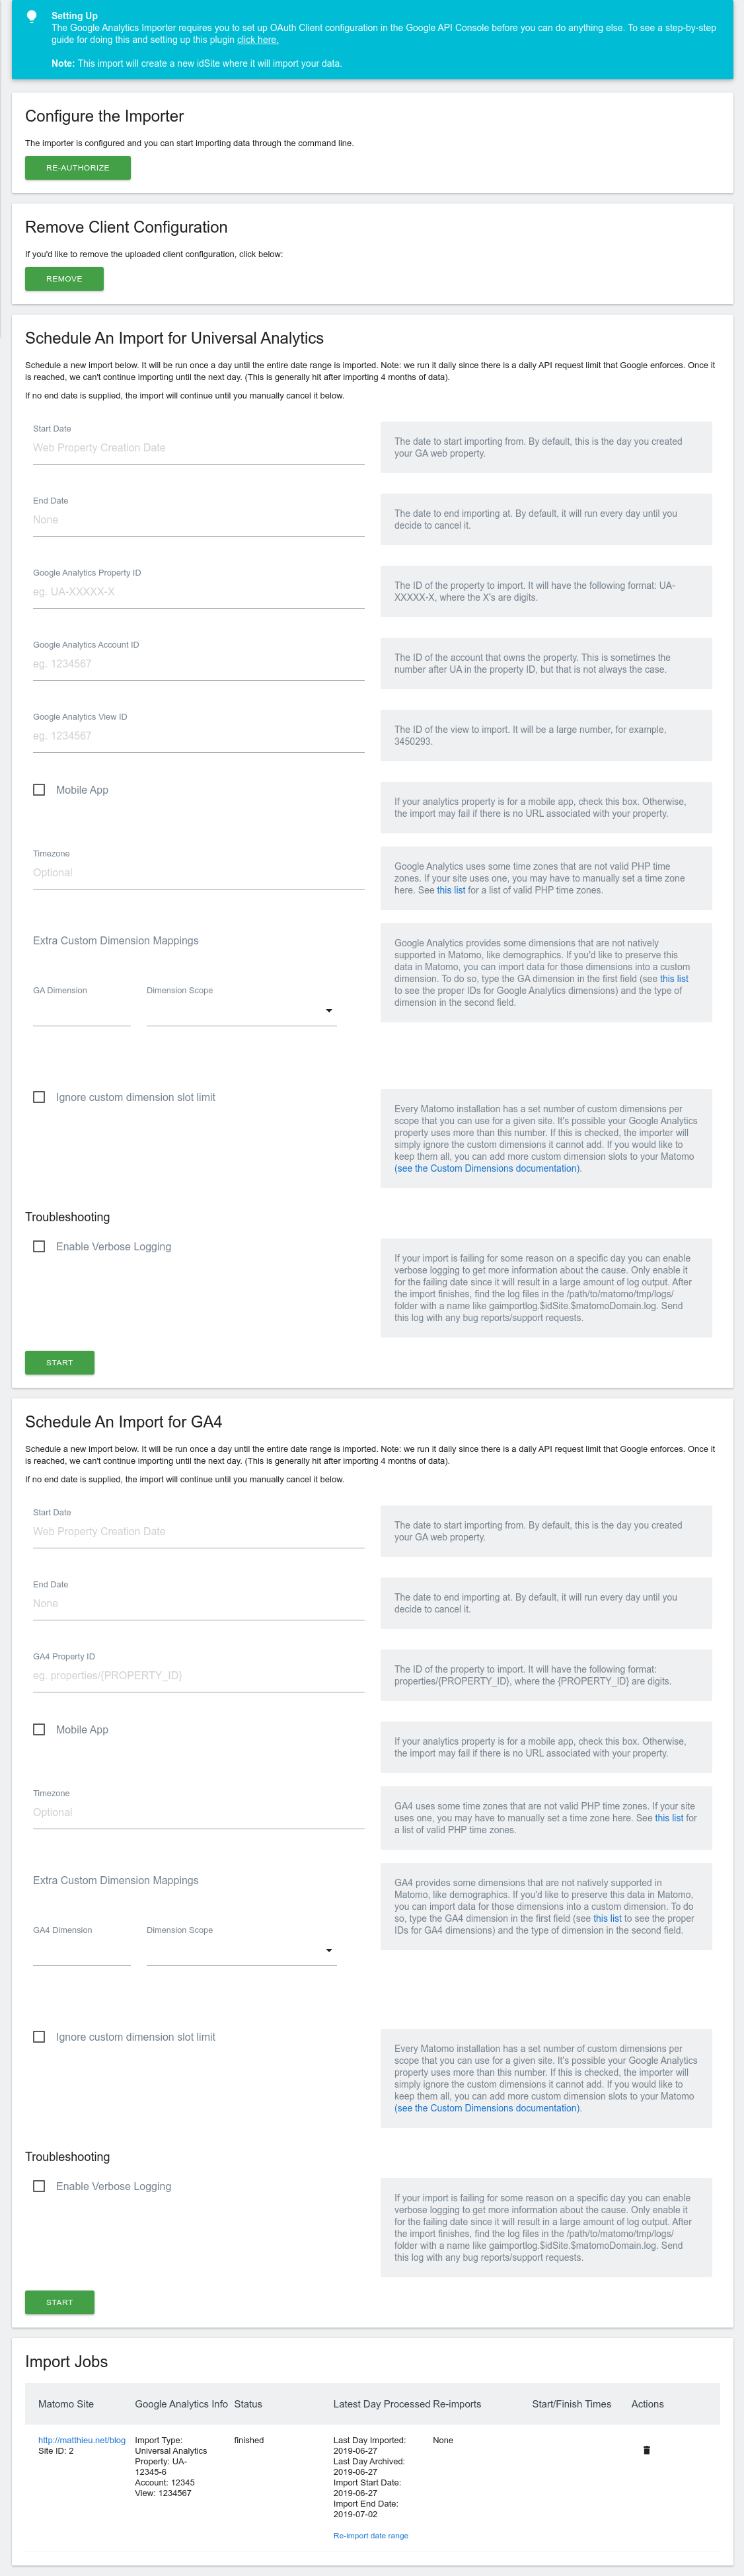 Setting Up
The Google Analytics Importer requires you to set up OAuth Client configuration in the Google API Console before you can do anything else. To see a step-by-step
guide for doing this and setting up this plugin click here.
Note: This import will create a new idSite where it will import your data.
Configure the Importer
The importer is configured and you can start importing data through the command line.
RE-AUTHORIZE
Remove Client Configuration
If you'd like to remove the uploaded client configuration, click below:
REMOVE
Schedule An Import for Universal Analytics
Schedule a new import below. It will be run once a day until the entire date range is imported. Note: we run it daily since there is a daily API request limit that Google enforces. Once it
is reached, we can't continue importing until the next day. (This is generally hit after importing 4 months of data).
If no end date is supplied, the import will continue until you manually cancel it below.
Start Date
Web Property Creation Date
The date to start importing from. By default, this is the day you created
your GA web property.
End Date
None
The date to end importing at. By default, it will run every day until you
decide to cancel it.
Google Analytics Property ID
eg. UA-XXXXX-X
The ID of the property to import. It will have the following format: UA-
XXXXX-X, where the X's are digits.
Google Analytics Account ID
eg. 1234567
The ID of the account that owns the property. This is sometimes the
number after UA in the property ID, but that is not always the case.
Google Analytics View ID
eg. 1234567
The ID of the view to import. It will be a large number, for example,
3450293.
Mobile App
If your analytics property is for a mobile app, check this box. Otherwise,
the import may fail if there is no URL associated with your property.
Timezone
Optional
Google Analytics uses some time zones that are not valid PHP time
zones. If your site uses one, you may have to manually set a time zone
here. See this list for a list of valid PHP time zones.
Extra Custom Dimension Mappings
GA Dimension
Dimension Scope
Google Analytics provides some dimensions that are not natively
supported in Matomo, like demographics. If you'd like to preserve this
data in Matomo, you can import data for those dimensions into a custom
dimension. To do so, type the GA dimension in the first field (see this list
to see the proper IDs for Google Analytics dimensions) and the type of
dimension in the second field.
Ignore custom dimension slot limit
Every Matomo installation has a set number of custom dimensions per
scope that you can use for a given site. It's possible your Google Analytics
property uses more than this number. If this is checked, the importer will
simply ignore the custom dimensions it cannot add. If you would like to
keep them all, you can add more custom dimension slots to your Matomo
(see the Custom Dimensions documentation).
Troubleshooting
Enable Verbose Logging
If your import is failing for some reason on a specific day you can enable
verbose logging to get more information about the cause. Only enable it
for the failing date since it will result in a large amount of log output. After
the import finishes, find the log files in the /path/to/matomo/tmp/logs/
folder with a name like gaimportlog.$idSite.$matomoDomain.log. Send
this log with any bug reports/support requests.
START
Schedule An Import for GA4
Schedule a new import below. It will be run once a day until the entire date range is imported. Note: we run it daily since there is a daily API request limit that Google enforces. Once it
is reached, we can't continue importing until the next day. (This is generally hit after importing 4 months of data).
If no end date is supplied, the import will continue until you manually cancel it below.
Start Date
Web Property Creation Date
The date to start importing from. By default, this is the day you created
your GA web property.
End Date
None
The date to end importing at. By default, it will run every day until you
decide to cancel it.
GA4 Property ID
eg. properties/{PROPERTY_ID}
The ID of the property to import. It will have the following format:
properties/{PROPERTY_ID}, where the {PROPERTY_ID} are digits.
Mobile App
If your analytics property is for a mobile app, check this box. Otherwise,
the import may fail if there is no URL associated with your property.
Timezone
Optional
GA4 uses some time zones that are not valid PHP time zones. If your site
uses one, you may have to manually set a time zone here. See this list for
a list of valid PHP time zones.
Extra Custom Dimension Mappings
GA4 Dimension
Dimension Scope
GA4 provides some dimensions that are not natively supported in
Matomo, like demographics. If you'd like to preserve this data in Matomo,
you can import data for those dimensions into a custom dimension. To do
so, type the GA4 dimension in the first field (see this list to see the proper
IDs for GA4 dimensions) and the type of dimension in the second field.
Ignore custom dimension slot limit
Every Matomo installation has a set number of custom dimensions per
scope that you can use for a given site. It's possible your Google Analytics
property uses more than this number. If this is checked, the importer will
simply ignore the custom dimensions it cannot add. If you would like to
keep them all, you can add more custom dimension slots to your Matomo
(see the Custom Dimensions documentation).
Troubleshooting
Enable Verbose Logging
If your import is failing for some reason on a specific day you can enable
verbose logging to get more information about the cause. Only enable it
for the failing date since it will result in a large amount of log output. After
the import finishes, find the log files in the /path/to/matomo/tmp/logs/
folder with a name like gaimportlog.$idSite.$matomoDomain.log. Send
this log with any bug reports/support requests.
START
Import Jobs
Matomo Site Google Analytics Info Status Latest Day Processed Re-imports Start/Finish Times Actions
http://matthieu.net/blog
Site ID: 2
Import Type:
Universal Analytics
Property: UA-
12345-6
Account: 12345
View: 1234567
finished
Last Day Imported:
2019-06-27
Last Day Archived:
2019-06-27
Import Start Date:
2019-06-27
Import End Date:
2019-07-02
Re-import date range
None